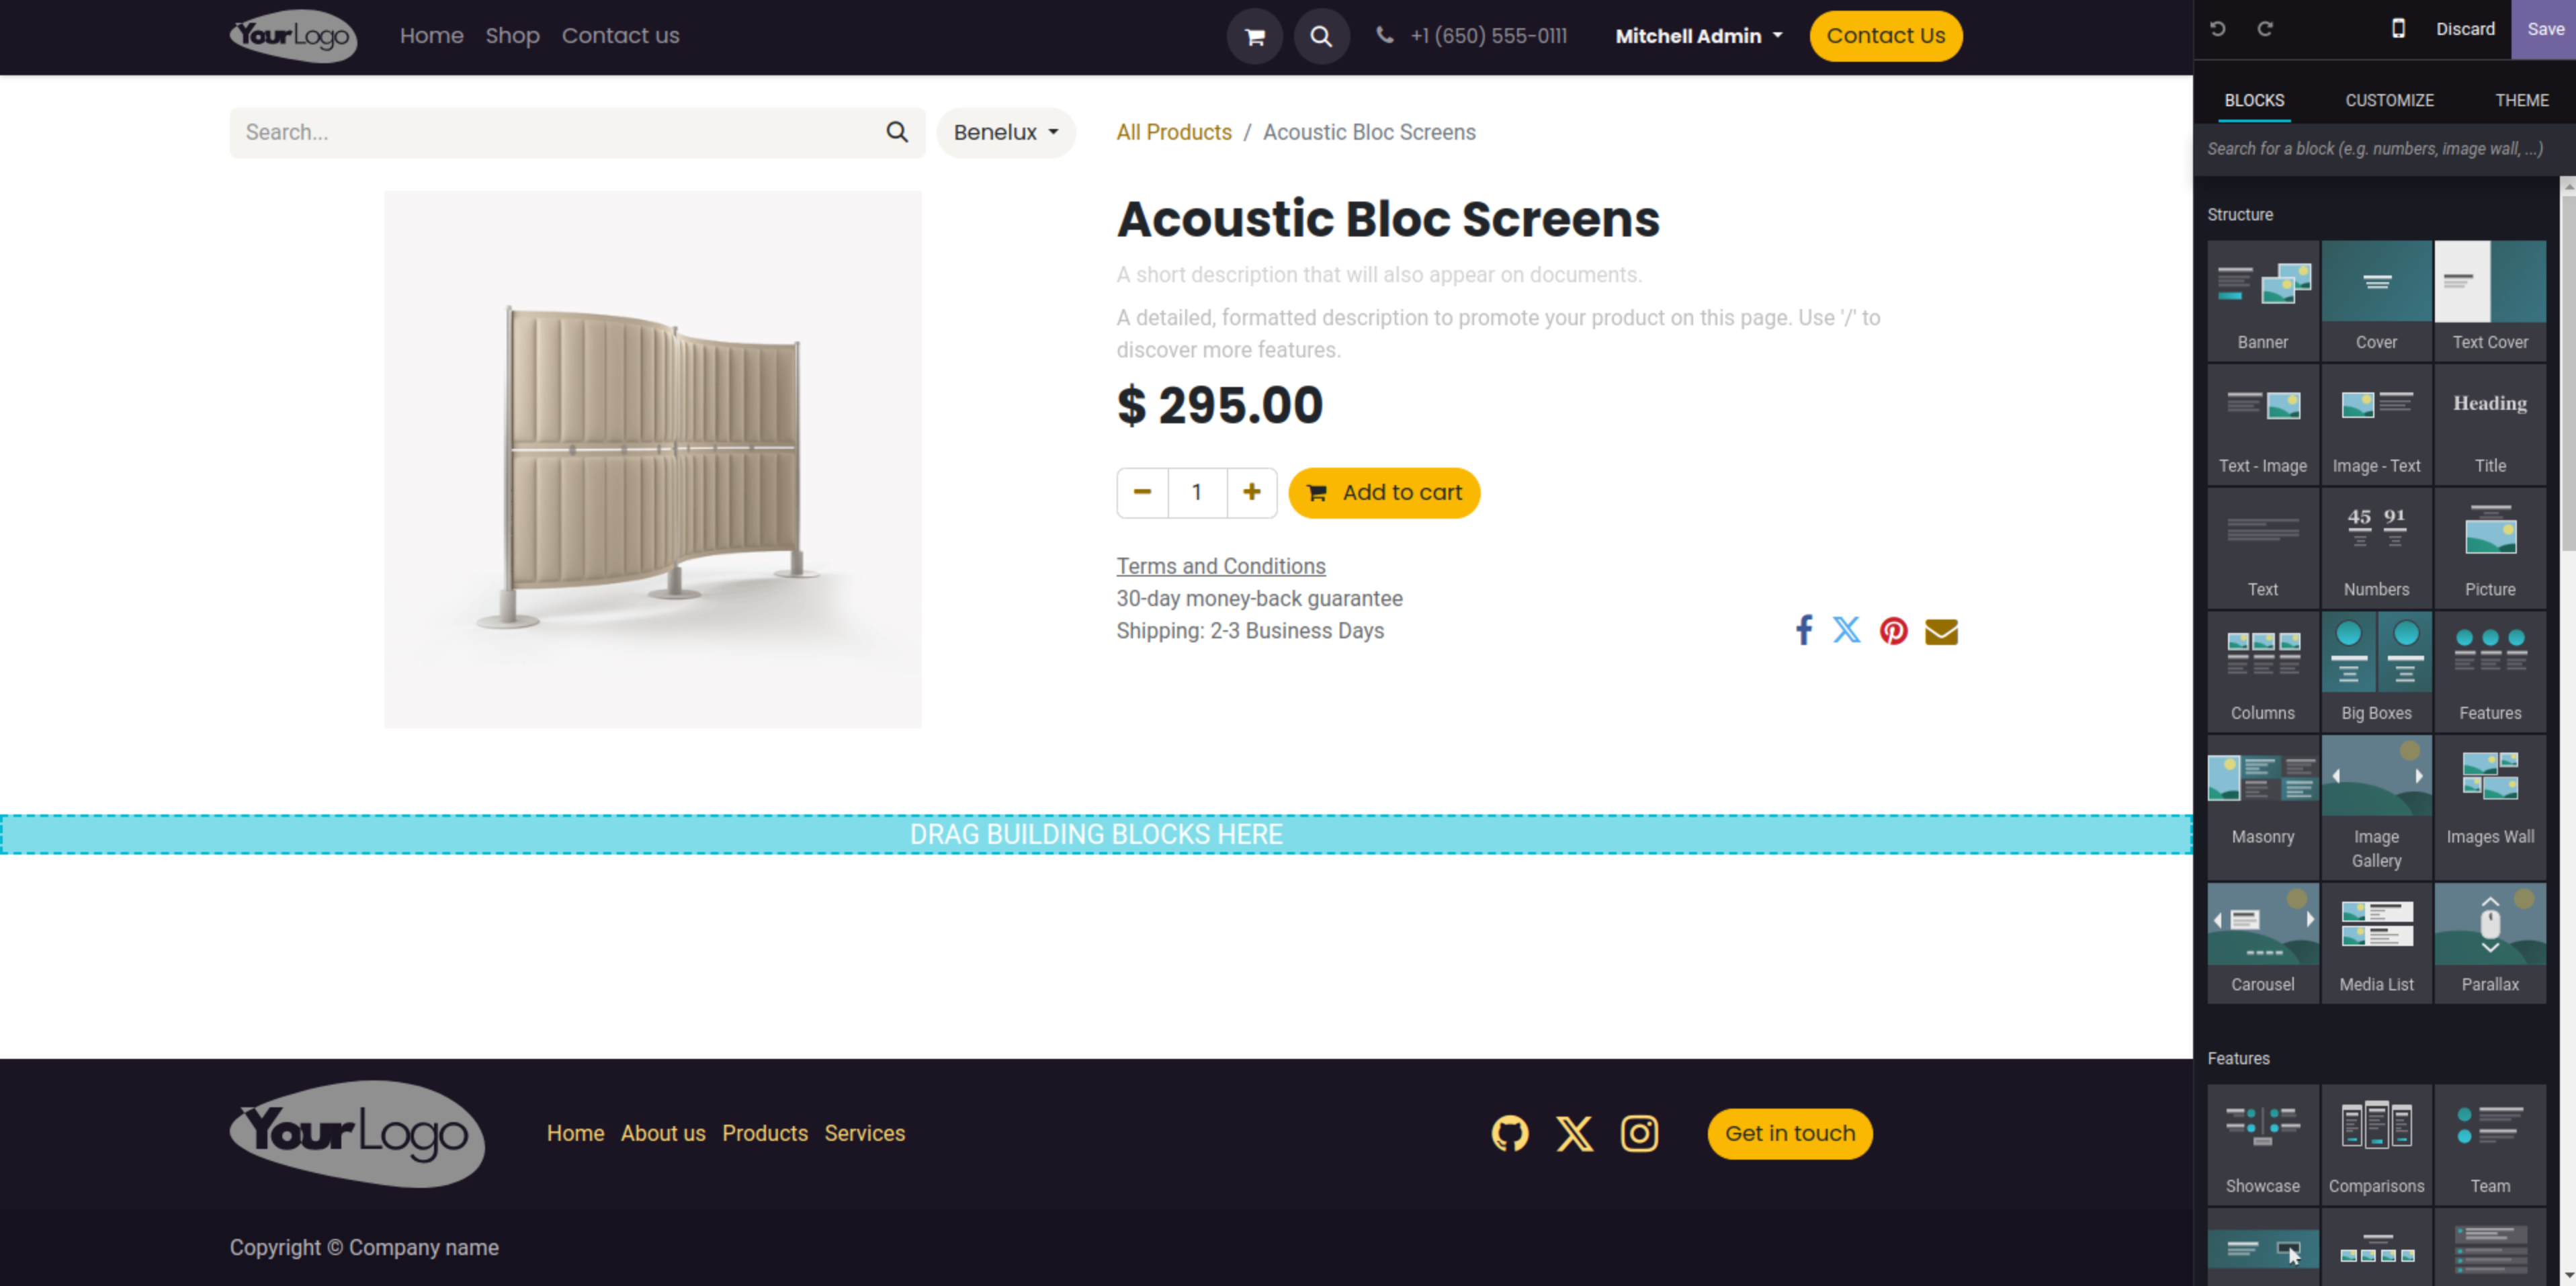 YourLogo Home Shop Contact us +1 (650) 555-0111 Mitchell Admin Contact Us
Discard Save
BLOCKS CUSTOMIZE THEME
Search for a block (e.g. numbers, image wall, ...)
Search... Benelux All Products / Acoustic Bloc Screens
Acoustic Bloc Screens
A short description that will also appear on documents.
A detailed, formatted description to promote your product on this page. Use '/' to
discover more features.
$ 295.00
1 Add to cart
Terms and Conditions
30-day money-back guarantee
Shipping: 2-3 Business Days
DRAG BUILDING BLOCKS HERE
YourLogo Home About us Products Services Get in touch
Copyright © Company name
Structure
Banner Cover Text Cover
Heading
Text - Image Image - Text Title
45 91
Text Numbers Picture
Columns Big Boxes Features
Masonry Image Gallery Images Wall
Carousel Media List Parallax
Features
Showcase Comparisons Team